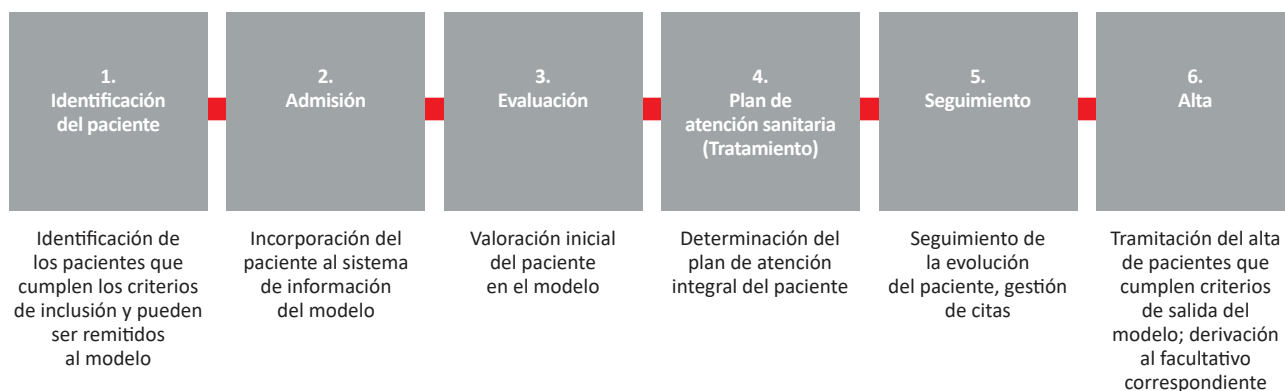 1.
Identificación
del paciente
2.
Admisión
3.
Evaluación
4.
Plan de
atención sanitaria
(Tratamiento)
5.
Seguimiento
6.
Alta
Identificación de
los pacientes que
cumplen los criterios
de inclusión y pueden
ser remitidos
al modelo
Incorporación del
paciente al sistema
de información
del modelo
Valoración inicial
del paciente
en el modelo
Determinación del
plan de atención
integral del paciente
Seguimiento de
la evolución
del paciente, gestión
de citas
Tramitación del alta
de pacientes que
cumplen criterios
de salida del
modelo; derivación
al facultativo
correspondiente